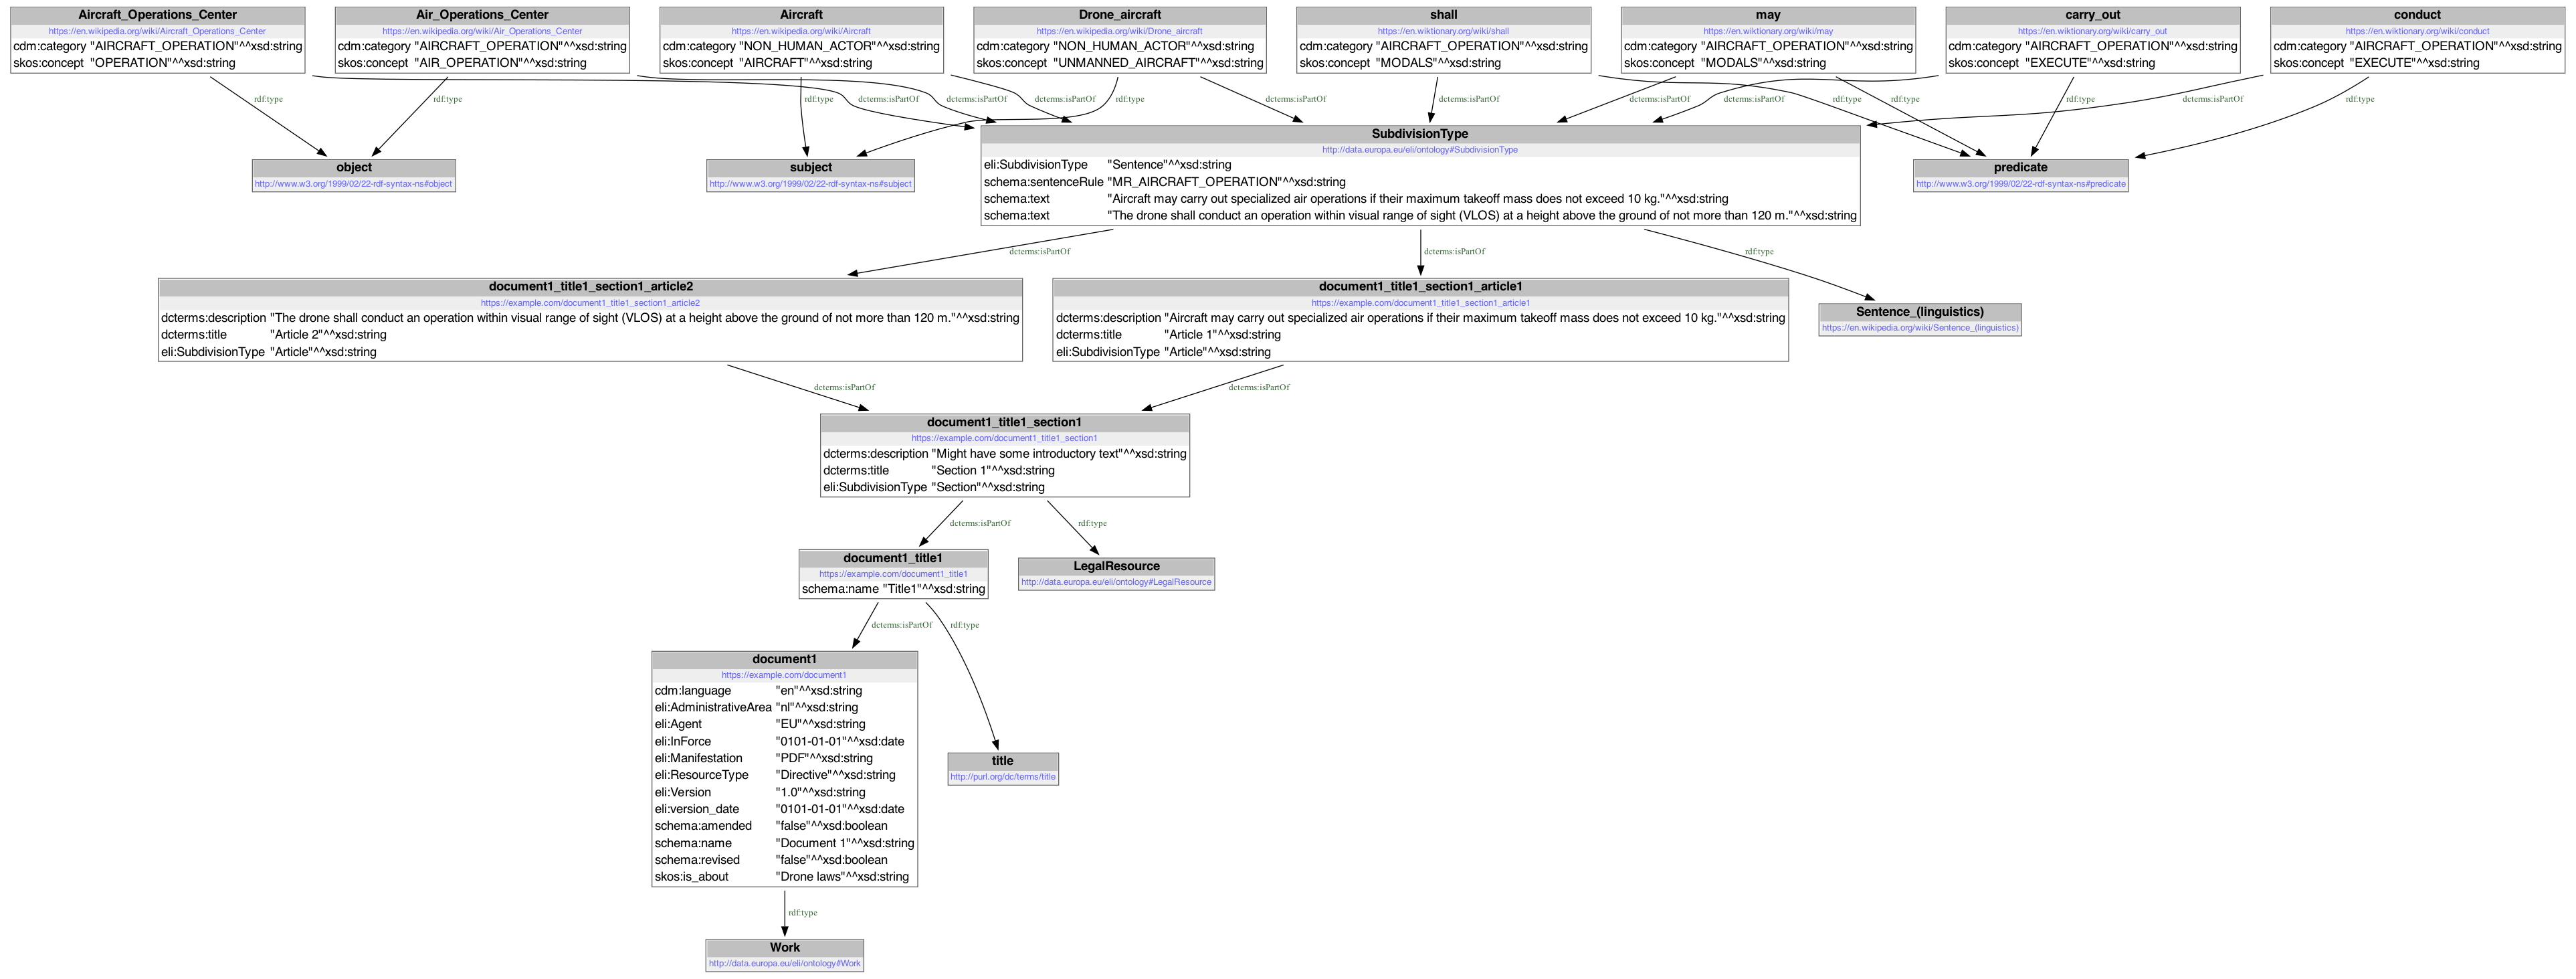 Aircraft_Operations_Center
https://en.wikipedia.org/wiki/Aircraft_Operations_Center
cdm:category "AIRCRAFT_OPERATION"^^xsd:string
skos:concept "OPERATION"^^xsd:string
Air_Operations_Center
https://en.wikipedia.org/wiki/Air_Operations_Center
cdm:category "AIRCRAFT_OPERATION"^^xsd:string
skos:concept "AIR_OPERATION"^^xsd:string
Aircraft
https://en.wikipedia.org/wiki/Aircraft
cdm:category "NON_HUMAN_ACTOR"^^xsd:string
skos:concept "AIRCRAFT"^^xsd:string
Drone_aircraft
https://en.wikipedia.org/wiki/Drone_aircraft
cdm:category "NON_HUMAN_ACTOR"^^xsd:string
skos:concept "UNMANNED_AIRCRAFT"^^xsd:string
shall
https://en.wiktionary.org/wiki/shall
cdm:category "AIRCRAFT_OPERATION"^^xsd:string
skos:concept "MODALS"^^xsd:string
may
https://en.wiktionary.org/wiki/may
cdm:category "AIRCRAFT_OPERATION"^^xsd:string
skos:concept "MODALS"^^xsd:string
carry_out
https://en.wiktionary.org/wiki/carry_out
cdm:category "AIRCRAFT_OPERATION"^^xsd:string
skos:concept "EXECUTE"^^xsd:string
conduct
https://en.wiktionary.org/wiki/conduct
cdm:category "AIRCRAFT_OPERATION"^^xsd:string
skos:concept "EXECUTE"^^xsd:string
rdf:type
rdf:type
rdf:type
dcterms:isPartOf
dcterms:isPartOf
dcterms:isPartOf
rdf:type
dcterms:isPartOf
dcterms:isPartOf
dcterms:isPartOf
dcterms:isPartOf
rdf:type
rdf:type
rdf:type
dcterms:isPartOf
rdf:type
object
http://www.w3.org/1999/02/22-rdf-syntax-ns#object
subject
http://www.w3.org/1999/02/22-rdf-syntax-ns#subject
SubdivisionType
http://data.europa.eu/eli/ontology#SubdivisionType
eli:SubdivisionType "Sentence"^^xsd:string
schema:sentenceRule "MR_AIRCRAFT_OPERATION"^^xsd:string
schema:text "Aircraft may carry out specialized air operations if their maximum takeoff mass does not exceed 10 kg."^^xsd:string
schema:text "The drone shall conduct an operation within visual range of sight (VLOS) at a height above the ground of not more than 120 m."^^xsd:string
predicate
http://www.w3.org/1999/02/22-rdf-syntax-ns#predicate
dcterms:isPartOf
dcterms:isPartOf
rdf:type
document1_title1_section1_article2
https://example.com/document1_title1_section1_article2
dcterms:description "The drone shall conduct an operation within visual range of sight (VLOS) at a height above the ground of not more than 120 m."^^xsd:string
dcterms:title "Article 2"^^xsd:string
eli:SubdivisionType "Article"^^xsd:string
document1_title1_section1_article1
https://example.com/document1_title1_section1_article1
dcterms:description "Aircraft may carry out specialized air operations if their maximum takeoff mass does not exceed 10 kg."^^xsd:string
dcterms:title "Article 1"^^xsd:string
eli:SubdivisionType "Article"^^xsd:string
Sentence_(linguistics)
https://en.wikipedia.org/wiki/Sentence_(linguistics)
dcterms:isPartOf
dcterms:isPartOf
document1_title1_section1
https://example.com/document1_title1_section1
dcterms:description "Might have some introductory text"^^xsd:string
dcterms:title "Section 1"^^xsd:string
eli:SubdivisionType "Section"^^xsd:string
dcterms:isPartOf
rdf:type
document1_title1
https://example.com/document1_title1
schema:name "Title1"^^xsd:string
LegalResource
http://data.europa.eu/eli/ontology#LegalResource
dcterms:isPartOf
rdf:type
document1
https://example.com/document1
cdm:language "en"^^xsd:string
eli:AdministrativeArea "nl"^^xsd:string
eli:Agent "EU"^^xsd:string
eli:InForce "0101-01-01"^^xsd:date
eli:Manifestation "PDF"^^xsd:string
eli:ResourceType "Directive"^^xsd:string
eli:Version "1.0"^^xsd:string
eli:version_date "0101-01-01"^^xsd:date
schema:amended "false"^^xsd:boolean
schema:name "Document 1"^^xsd:string
schema:revised "false"^^xsd:boolean
skos:is_about "Drone laws"^^xsd:string
title
http://purl.org/dc/terms/title
rdf:type
Work
http://data.europa.eu/eli/ontology#Work